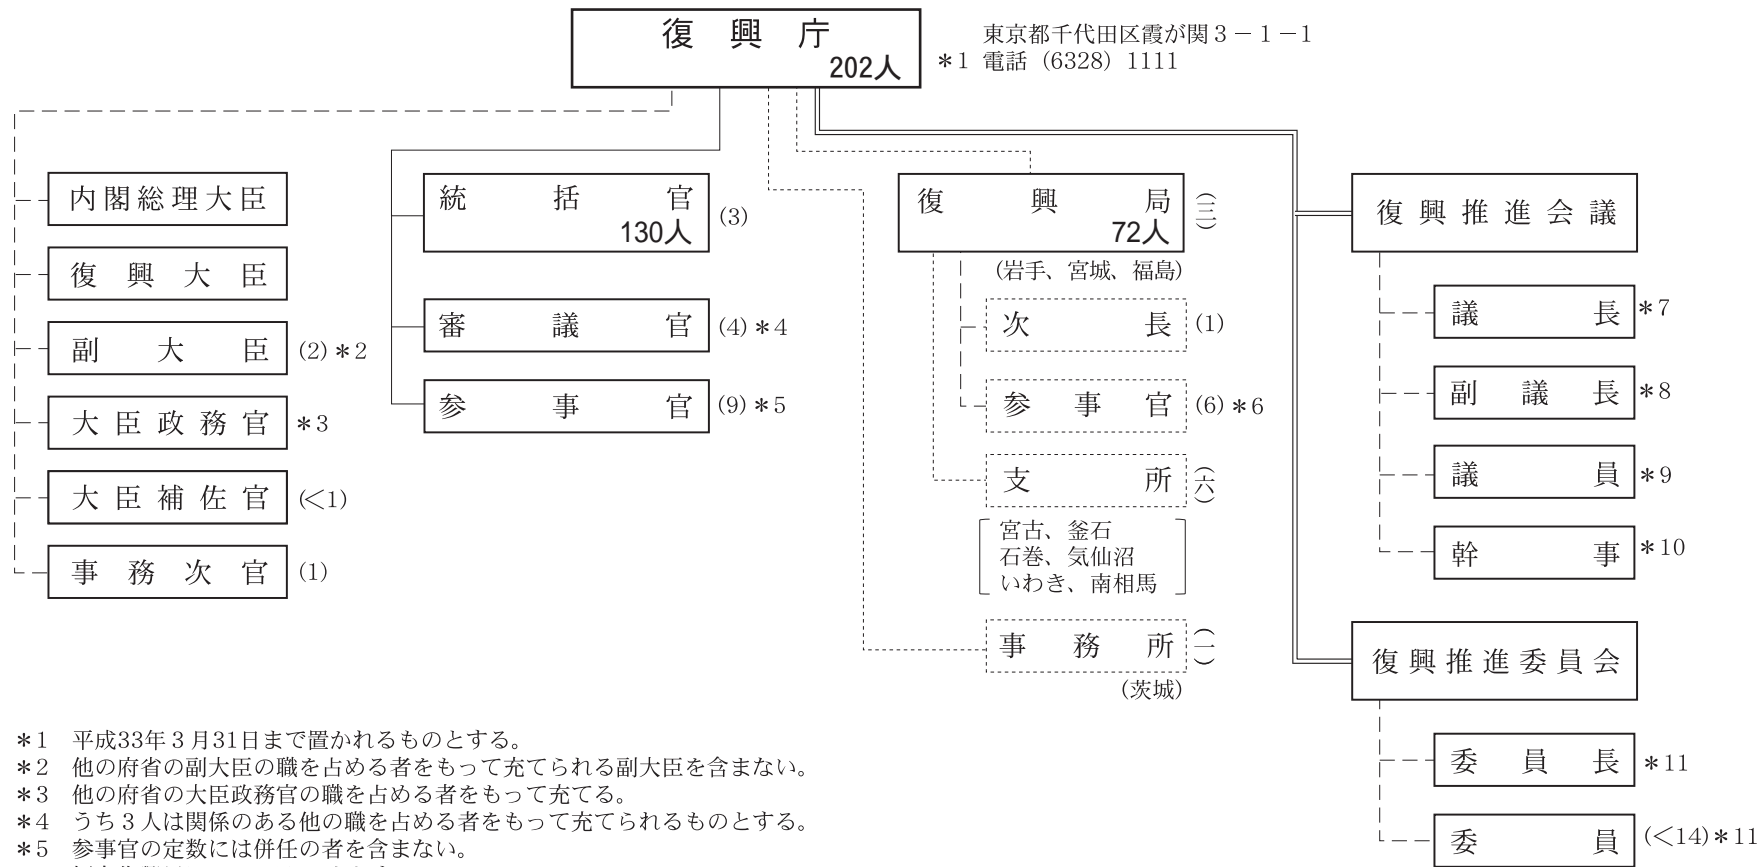 復興庁
202人
東京都千代田区霞が関3－1－1
＊1 電話 (6328) 1111
内閣総理大臣
復興大臣
副大臣 (2)＊2
大臣政務官 ＊3
大臣補佐官 (＜1)
事務次官 (1)
統括官
130人 (3)
審議官 (4)＊4
参事官 (9)＊5
復興局 (三)
72人
(岩手、宮城、福島)
次長 (1)
参事官 (6)＊6
支所 (六)
宮古、釜石
石巻、気仙沼
いわき、南相馬
事務所 (一)
(茨城)
復興推進会議
議長 ＊7
副議長 ＊8
議員 ＊9
幹事 ＊10
復興推進委員会
委員長 ＊11
委員 (＜14)＊11
＊1 平成33年3月31日まで置かれるものとする。
＊2 他の府省の副大臣の職を占める者をもって充てられる副大臣を含まない。
＊3 他の府省の大臣政務官の職を占める者をもって充てる。
＊4 うち3人は関係のある他の職を占める者をもって充てられるものとする。
＊5 参事官の定数には併任の者を含まない。